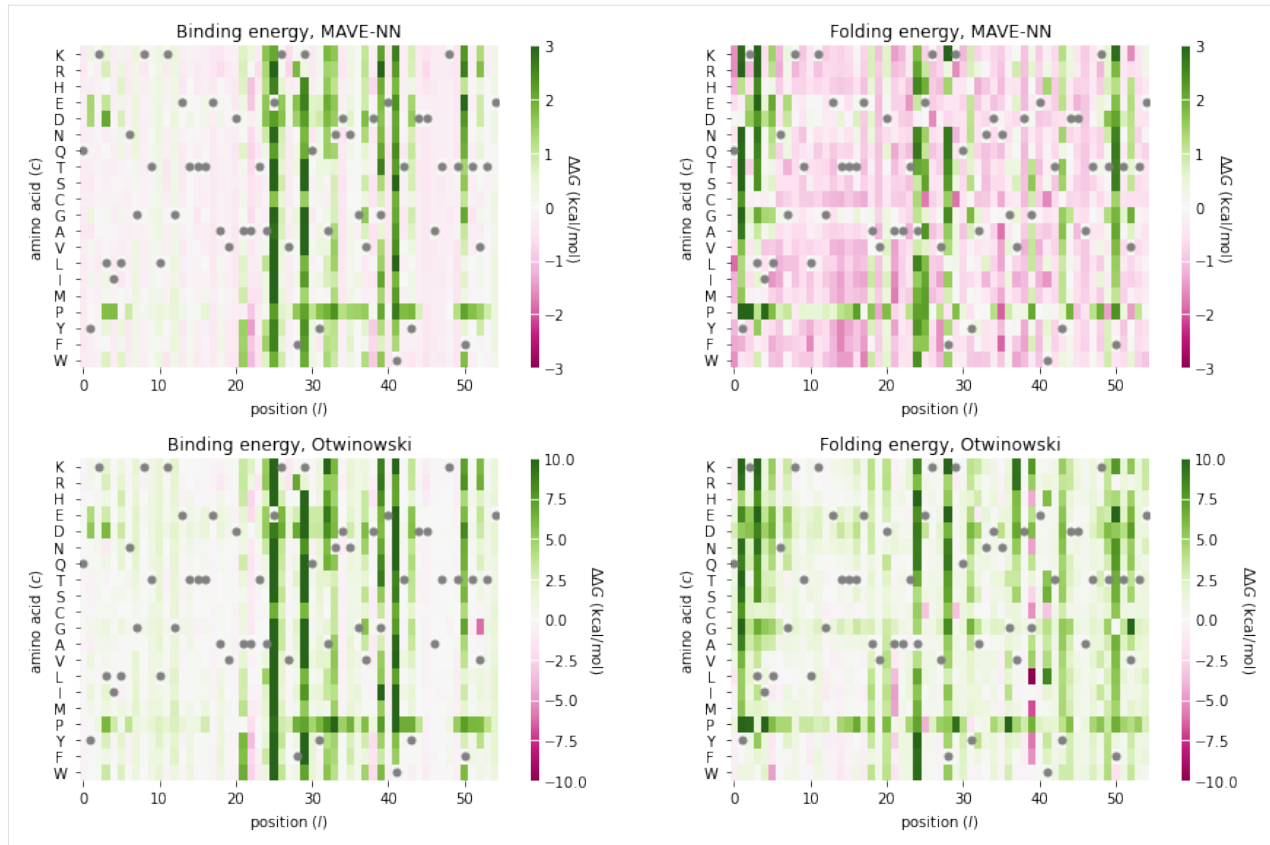 Binding energy, MAVE-NN
K
R
H
E
D
N
Q
T
S
C
G
A
V
L
I
M
P
Y
F
W
amino acid (c)
0 10 20 30 40 50
position (l)
3
2
1
0
−1
−2
−3
ΔΔG (kcal/mol)
Folding energy, MAVE-NN
K
R
H
E
D
N
Q
T
S
C
G
A
V
L
I
M
P
Y
F
W
amino acid (c)
0 10 20 30 40 50
position (l)
3
2
1
0
−1
−2
−3
ΔΔG (kcal/mol)
Binding energy, Otwinowski
K
R
H
E
D
N
Q
T
S
C
G
A
V
L
I
M
P
Y
F
W
amino acid (c)
0 10 20 30 40 50
position (l)
10.0
7.5
5.0
2.5
0.0
−2.5
−5.0
−7.5
−10.0
ΔΔG (kcal/mol)
Folding energy, Otwinowski
K
R
H
E
D
N
Q
T
S
C
G
A
V
L
I
M
P
Y
F
W
amino acid (c)
0 10 20 30 40 50
position (l)
10.0
7.5
5.0
2.5
0.0
−2.5
−5.0
−7.5
−10.0
ΔΔG (kcal/mol)